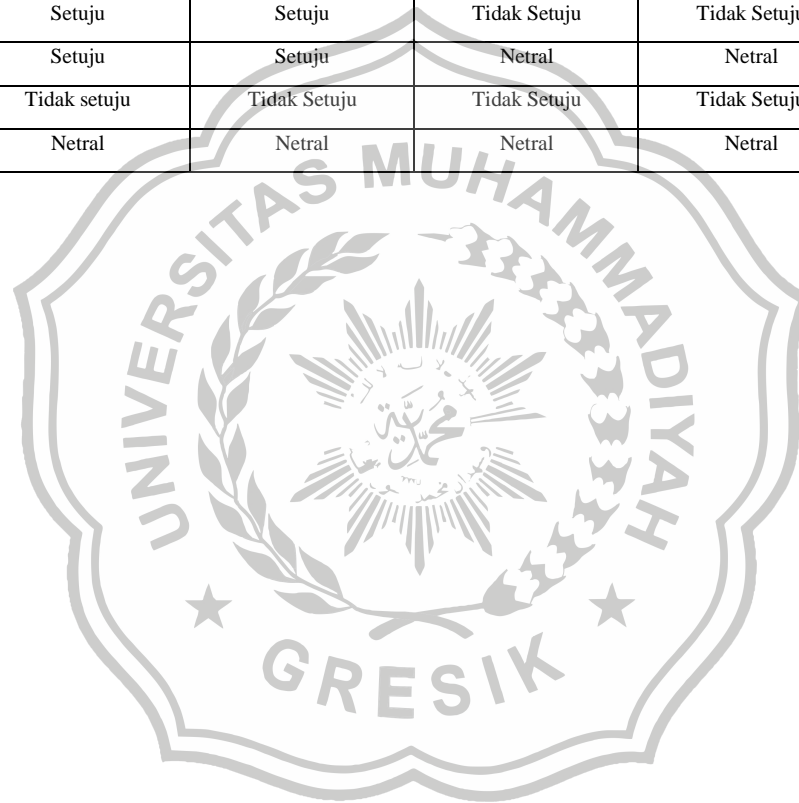 Setuju Setuju Tidak Setuju Tidak Setuju
Setuju Setuju Netral Netral
Tidak setuju Tidak Setuju Tidak Setuju Tidak Setuju
Netral Netral Netral Netral
UNIVERSITAS MUHAMMADIYAH
GRESIK